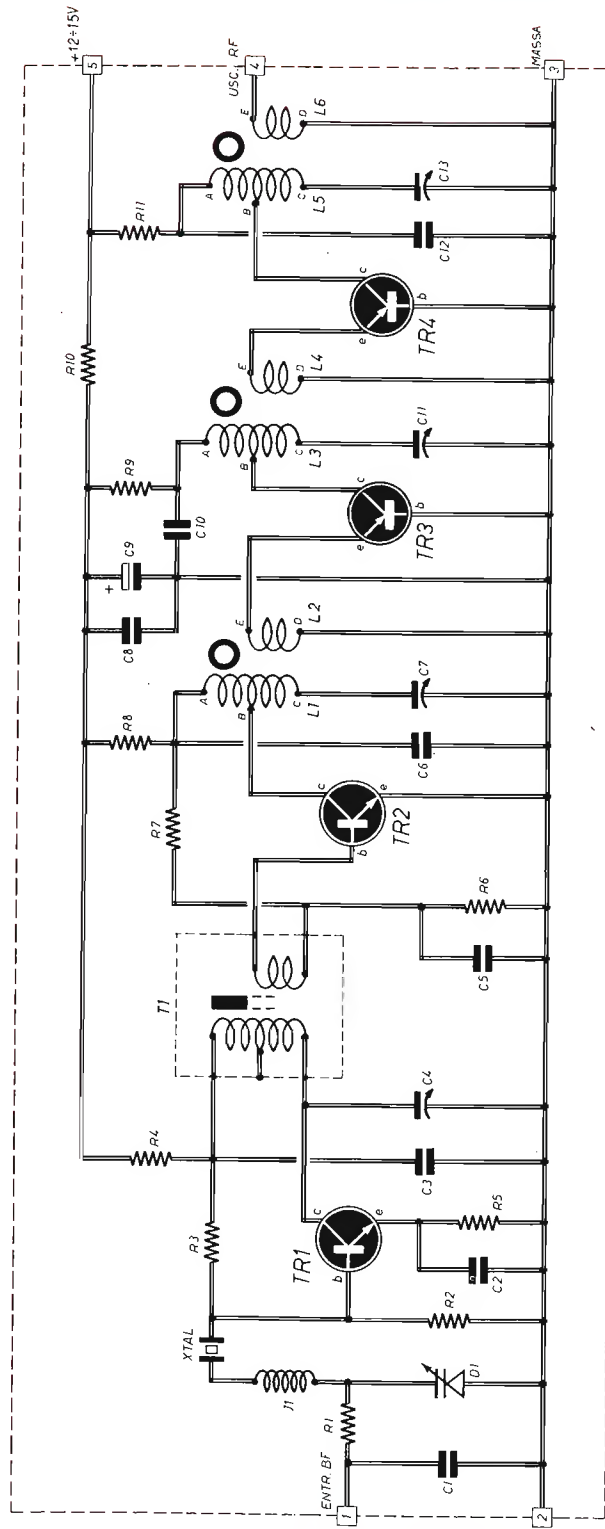 +12÷15V
5
R10
R11
USC. RF
4
A
B
C
L5
E
D
L6
C12
C13
MASSA
3
R9
C10
C9
+
C8
A
B
C
L3
E
D
L4
e
c
b
TR4
C11
R8
R7
A
B
C
L1
E
D
L2
e
c
b
TR3
C6
C7
T1
c
b
e
TR2
R6
C5
R4
R3
XTAL
J1
c
b
e
TR1
C3
C4
R5
C2
R2
D1
R1
ENTR. BF
1
C1
2